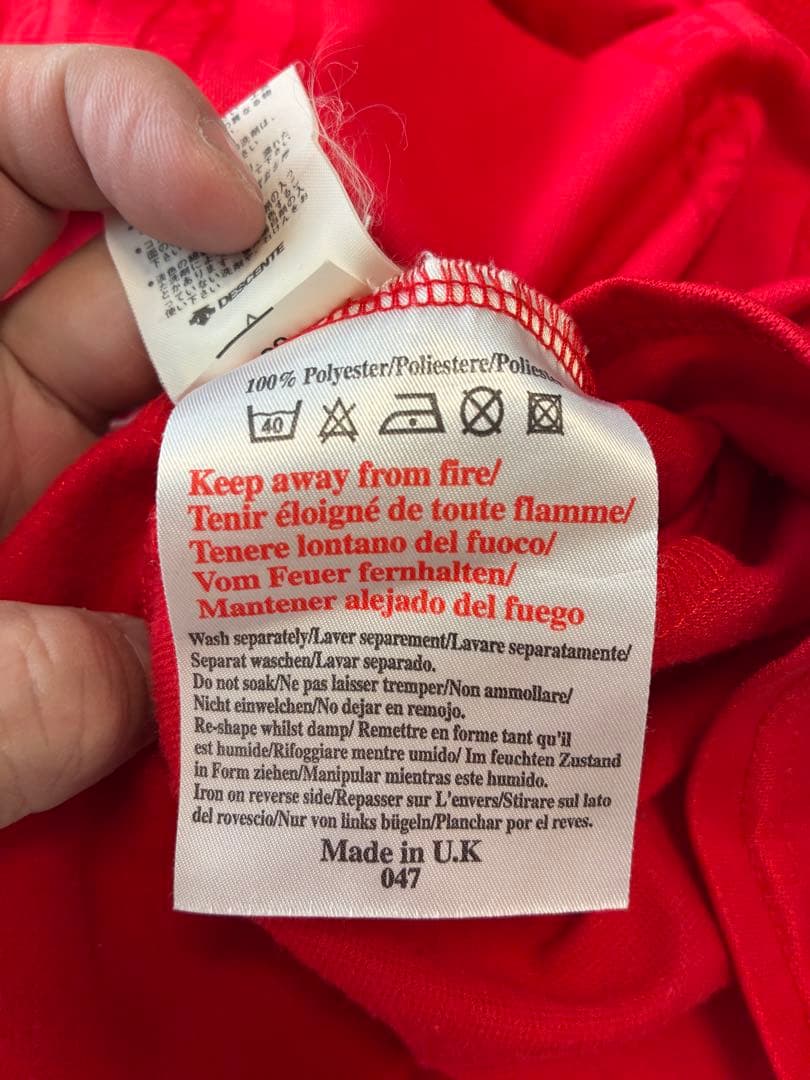 DESCENTE
100% Polyester/Poliestere/Polies
40
Keep away from fire/
Tenir éloigné de toute flamme/
Tenere lontano del fuoco/
Vom Feuer fernhalten/
Mantener alejado del fuego
Wash separately/Laver separement/Lavare separatamente/
Separat waschen/Lavar separado.
Do not soak/Ne pas laisser tremper/Non ammollare/
Nicht einwelchen/No dejar en remojo.
Re-shape whilst damp/ Remettre en forme tant qu'il
est humide/Rifoggiare mentre umido/ Im feuchten Zustand
in Form ziehen/Manipular mientras este humido.
Iron on reverse side/Repasser sur L'envers/Stirare sul lato
del rovescio/Nur von links bügeln/Planchar por el reves.
Made in U.K
047